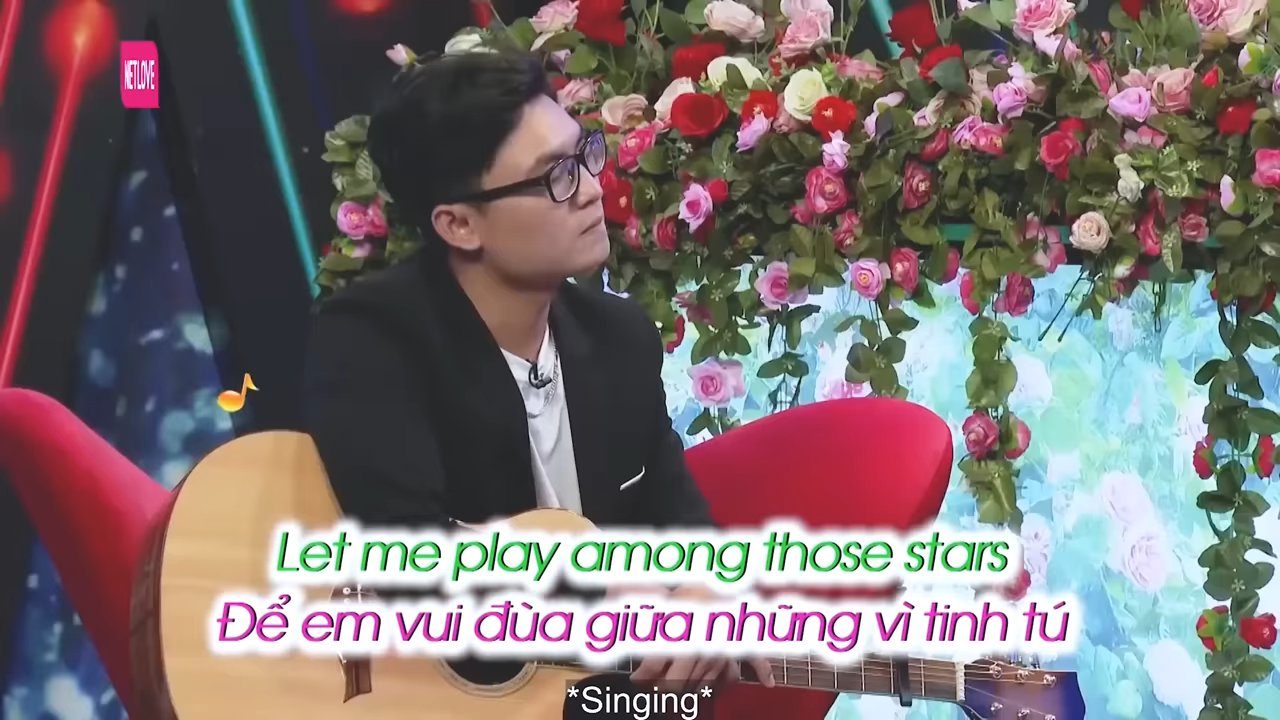 NETLOVE
Let me play among those stars
Để em vui đùa giữa những vì tinh tú
*Singing*